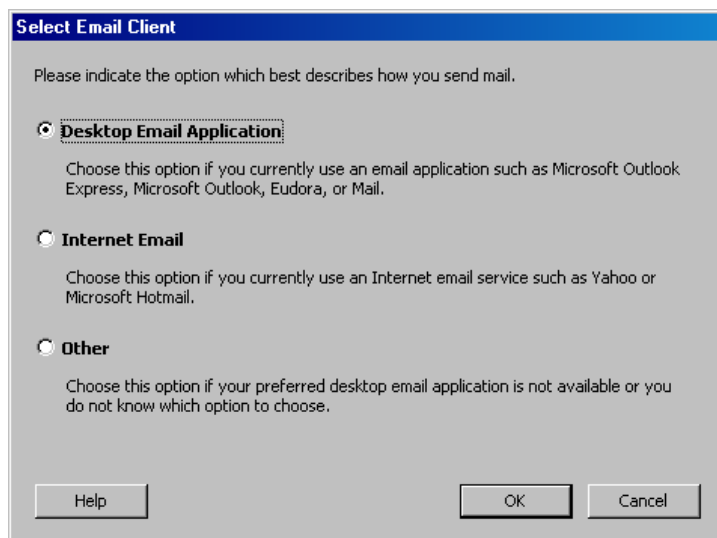 Select Email Client
Please indicate the option which best describes how you send mail.
Desktop Email Application
Choose this option if you currently use an email application such as Microsoft Outlook
Express, Microsoft Outlook, Eudora, or Mail.
Internet Email
Choose this option if you currently use an Internet email service such as Yahoo or
Microsoft Hotmail.
Other
Choose this option if your preferred desktop email application is not available or you
do not know which option to choose.
Help OK Cancel